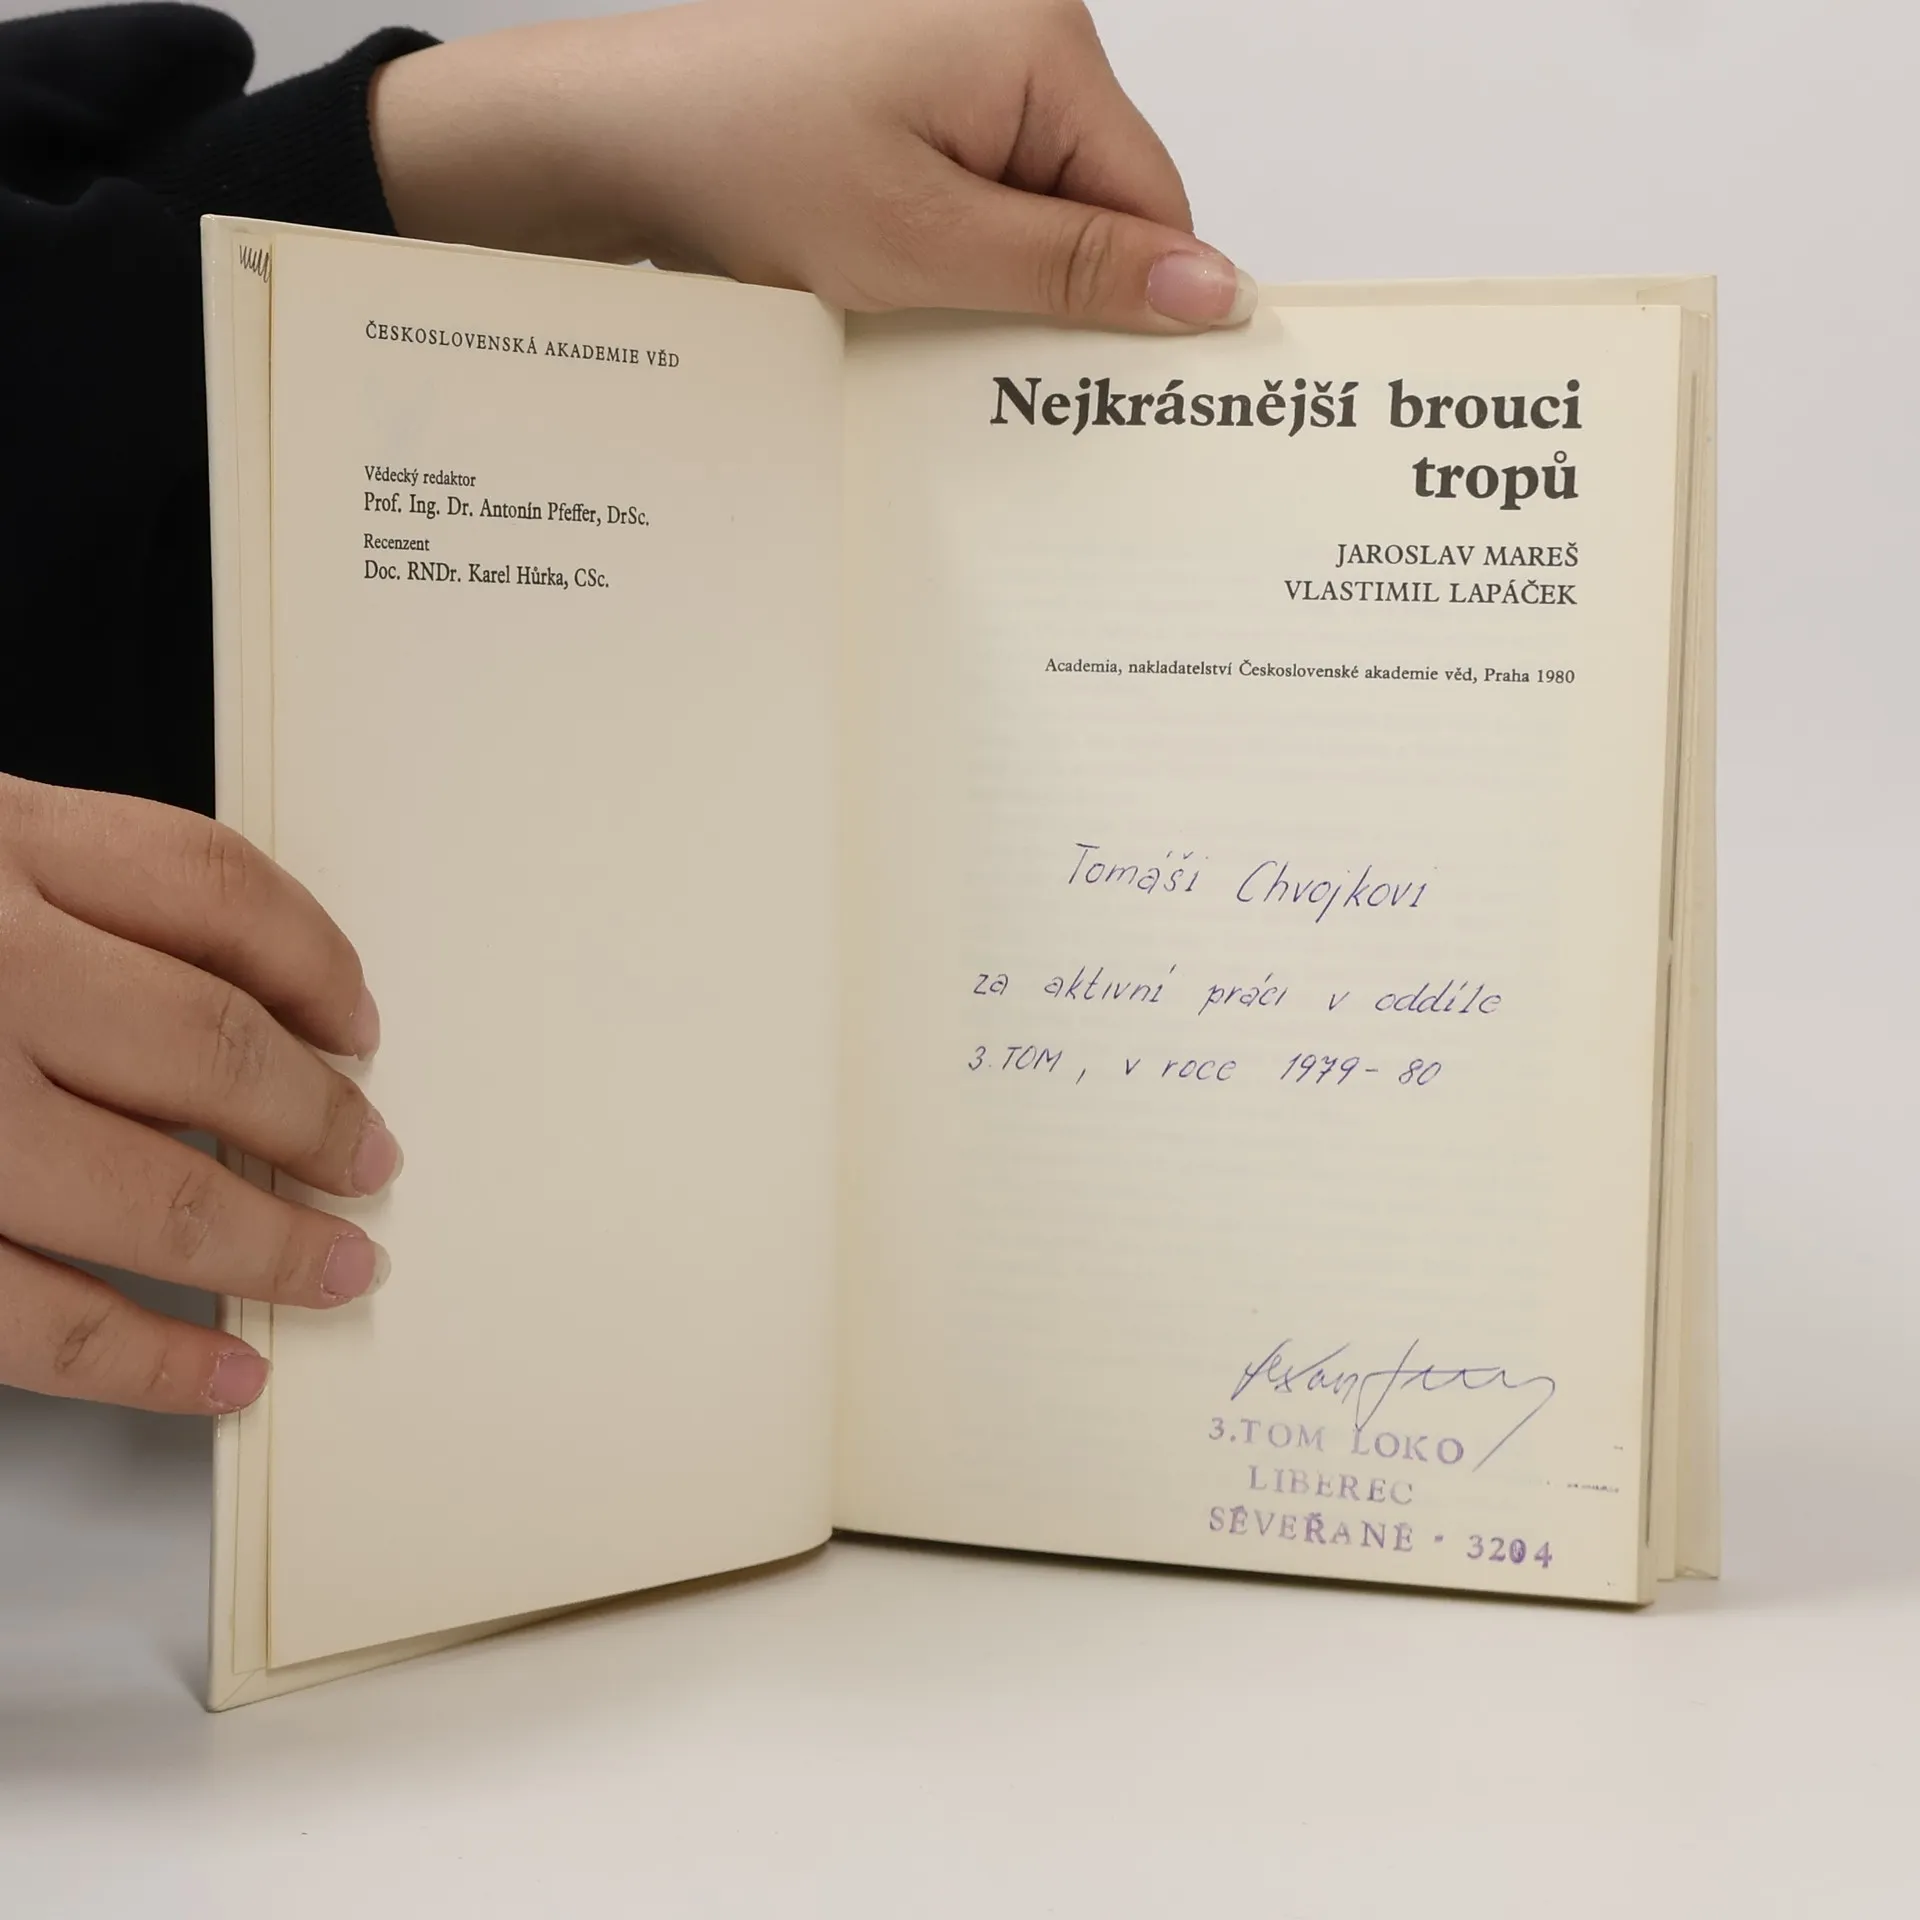 ČESKOSLOVENSKÁ AKADEMIE VĚD
Vědecký redaktor
Prof. Ing. Dr. Antonín Pfeffer, DrSc.
Recenzent
Doc. RNDr. Karel Hůrka, CSc.
Nejkrásnější brouci
tropů
JAROSLAV MAREŠ
VLASTIMIL LAPÁČEK
Academia, nakladatelství Československé akademie věd, Praha 1980
Tomáši Chvojkovi
za aktivní práci v oddíle
3. TOM, v roce 1979-80
3.TOM LOKO
LIBEREC
SEVEŘANÉ · 3204